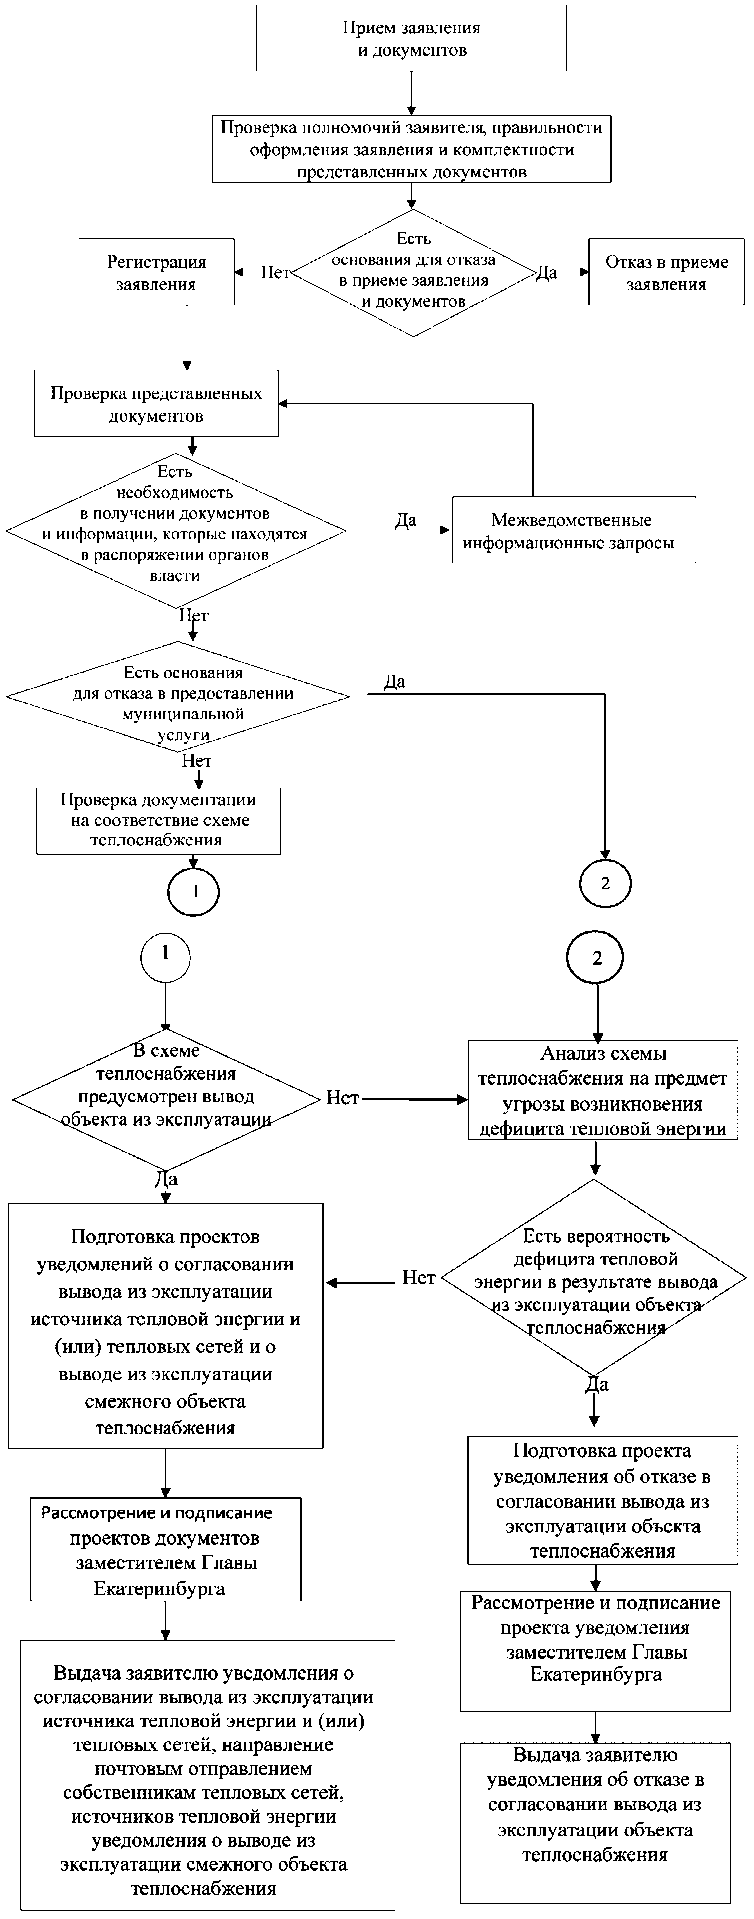 Прием заявления
и документов
Проверка полномочий заявителя, правильности
оформления заявления и комплектности
представленных документов
Есть
основания для отказа
в приеме заявления
и документов
Нет
Да
Регистрация
заявления
Отказ в приеме
заявления
Проверка представленных
документов
Есть
необходимость
в получении документов
и информации, которые находятся
в распоряжении органов
власти
Да
Межведомственные
информационные запросы
Нет
Есть основания
для отказа в предоставлении
муниципальной
услуги
Да
Нет
Проверка документации
на соответствие схеме
теплоснабжения
1
2
1
2
В схеме
теплоснабжения
предусмотрен вывод
объекта из эксплуатации
Нет
Анализ схемы
теплоснабжения на предмет
угрозы возникновения
дефицита тепловой энергии
Да
Подготовка проектов
уведомлений о согласовании
вывода из эксплуатации
источника тепловой энергии и
(или) тепловых сетей и о
выводе из эксплуатации
смежного объекта
теплоснабжения
Есть вероятность
дефицита тепловой
энергии в результате вывода
из эксплуатации объекта
теплоснабжения
Нет
Да
Подготовка проекта
уведомления об отказе в
согласовании вывода из
эксплуатации объекта
теплоснабжения
Рассмотрение и подписание
проектов документов
заместителем Главы
Екатеринбурга
Рассмотрение и подписание
проекта уведомления
заместителем Главы
Екатеринбурга
Выдача заявителю уведомления о
согласовании вывода из эксплуатации
источника тепловой энергии и (или)
тепловых сетей, направление
почтовым отправлением
собственникам тепловых сетей,
источников тепловой энергии
уведомления о выводе из
эксплуатации смежного объекта
теплоснабжения
Выдача заявителю
уведомления об отказе в
согласовании вывода из
эксплуатации объекта
теплоснабжения